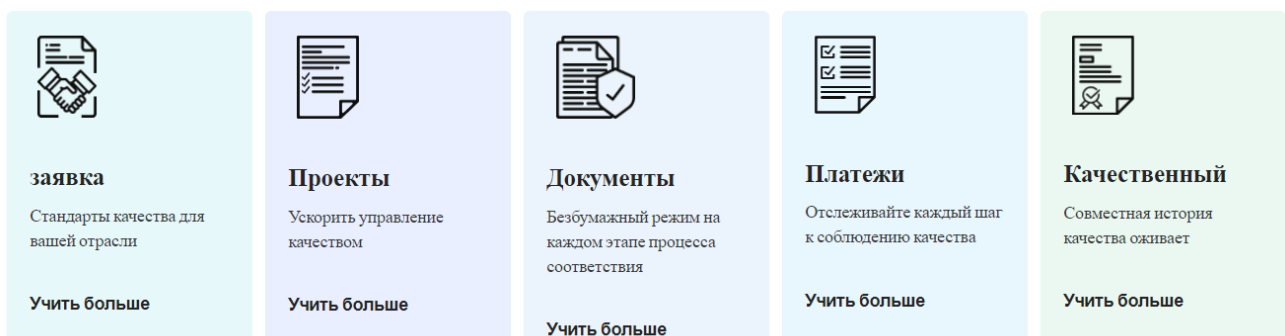 заявка
Стандарты качества для
вашей отрасли
Учить больше
Проекты
Ускорить управление
качеством
Учить больше
Документы
Безбумажный режим на
каждом этапе процесса
соответствия
Учить больше
Платежи
Отслеживайте каждый шаг
к соблюдению качества
Учить больше
Качественный
Совместная история
качества оживает
Учить больше